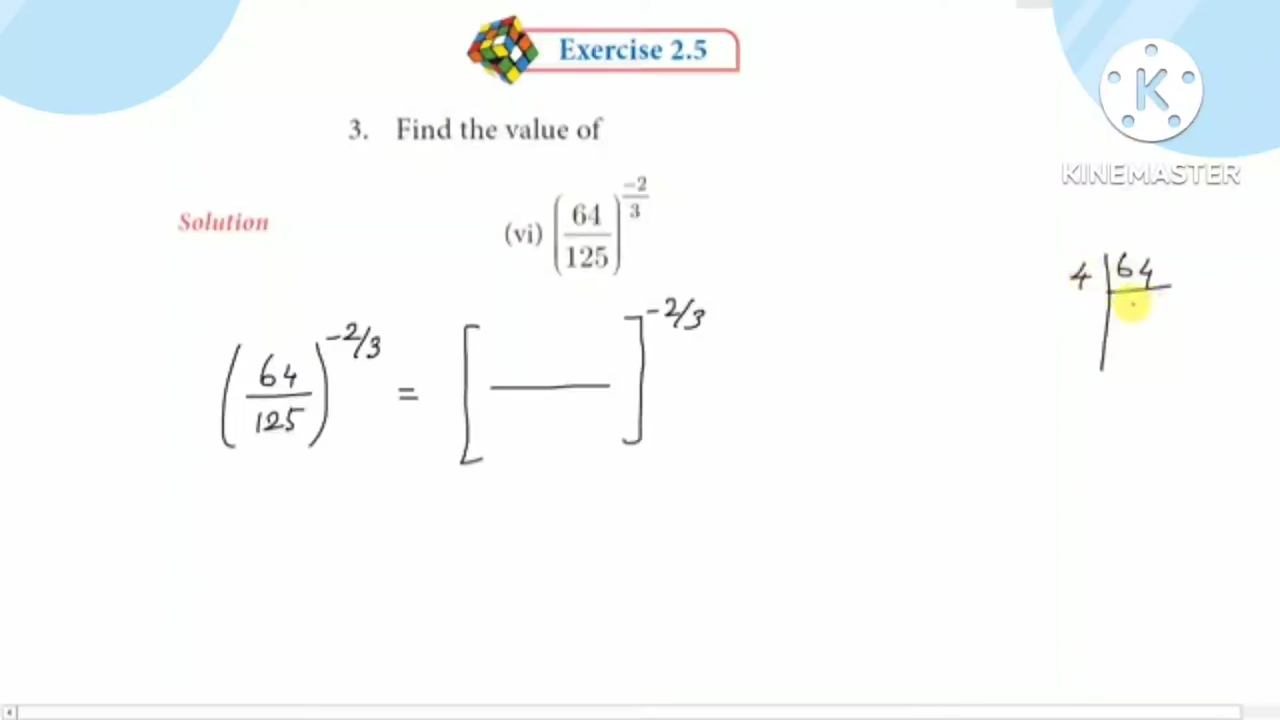 Exercise 2.5
K
KINEMASTER
3. Find the value of
Solution
(vi) (64/125)^(-2/3)
4 | 64
(64/125)^(-2/3) = [ ]^(-2/3)